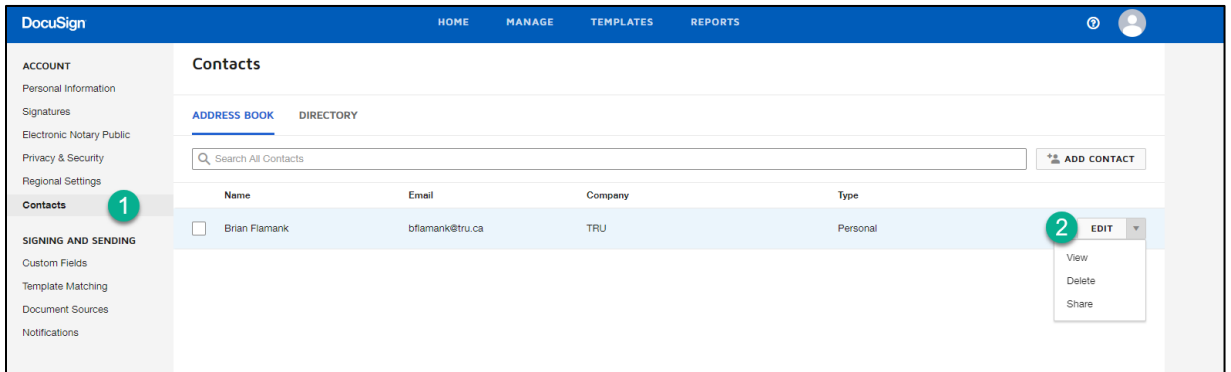 DocuSign HOME MANAGE TEMPLATES REPORTS
ACCOUNT
Personal Information
Signatures
Electronic Notary Public
Privacy & Security
Regional Settings
Contacts 1
SIGNING AND SENDING
Custom Fields
Template Matching
Document Sources
Notifications
Contacts
ADDRESS BOOK DIRECTORY
Search All Contacts ADD CONTACT
Name Email Company Type
Brian Flamank bflamank@tru.ca TRU Personal 2 EDIT
View
Delete
Share